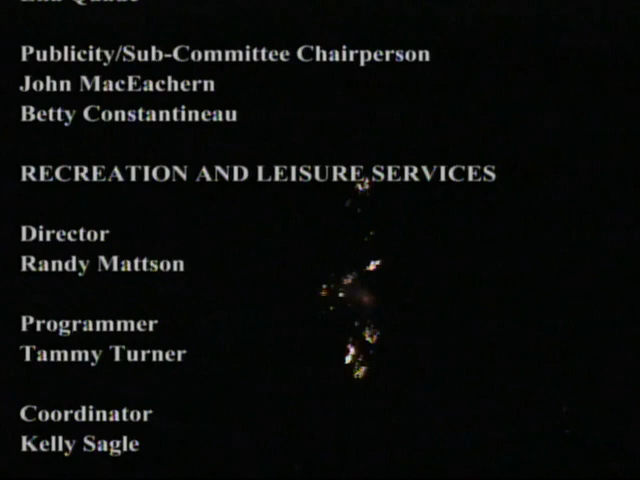 Publicity/Sub-Committee Chairperson
John MacEachern
Betty Constantineau
RECREATION AND LEISURE SERVICES
Director
Randy Mattson
Programmer
Tammy Turner
Coordinator
Kelly Sagle